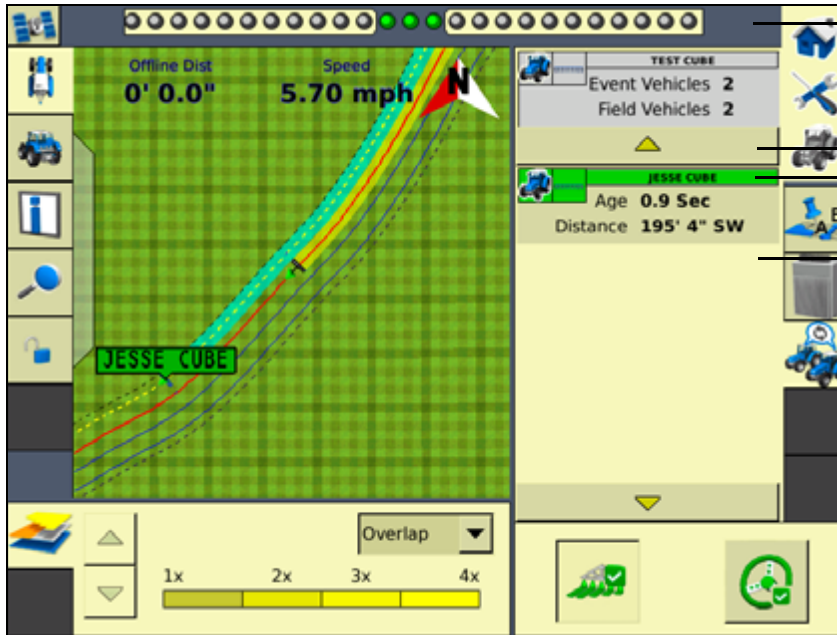 Offline Dist
0' 0.0"
Speed
5.70 mph
N
JESSE CUBE
TEST CUBE
Event Vehicles 2
Field Vehicles 2
JESSE CUBE
Age 0.9 Sec
Distance 195' 4" SW
A
B
Overlap
1x 2x 3x 4x